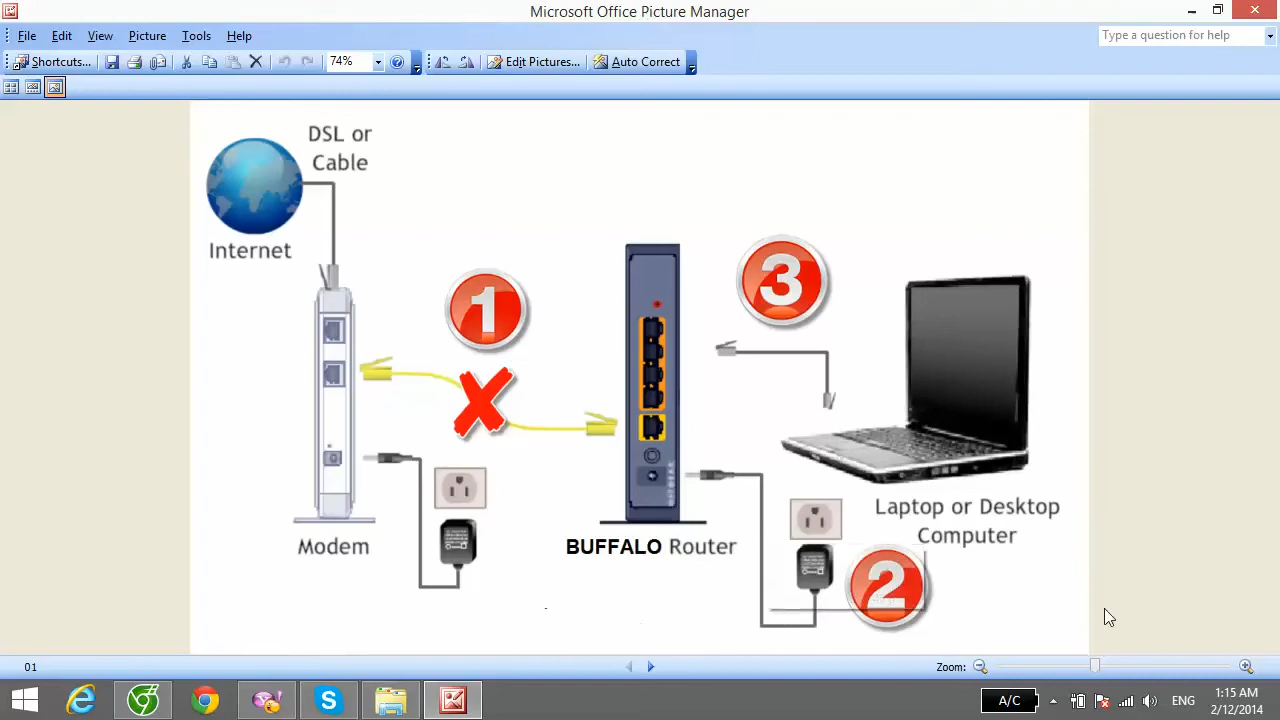 Microsoft Office Picture Manager
File Edit View Picture Tools Help
Type a question for help
Shortcuts...
74%
Edit Pictures...
Auto Correct
DSL or
Cable
Internet
1
3
Modem
BUFFALO Router
Laptop or Desktop
Computer
2
01
Zoom:
A/C
ENG
1:15 AM
2/12/2014